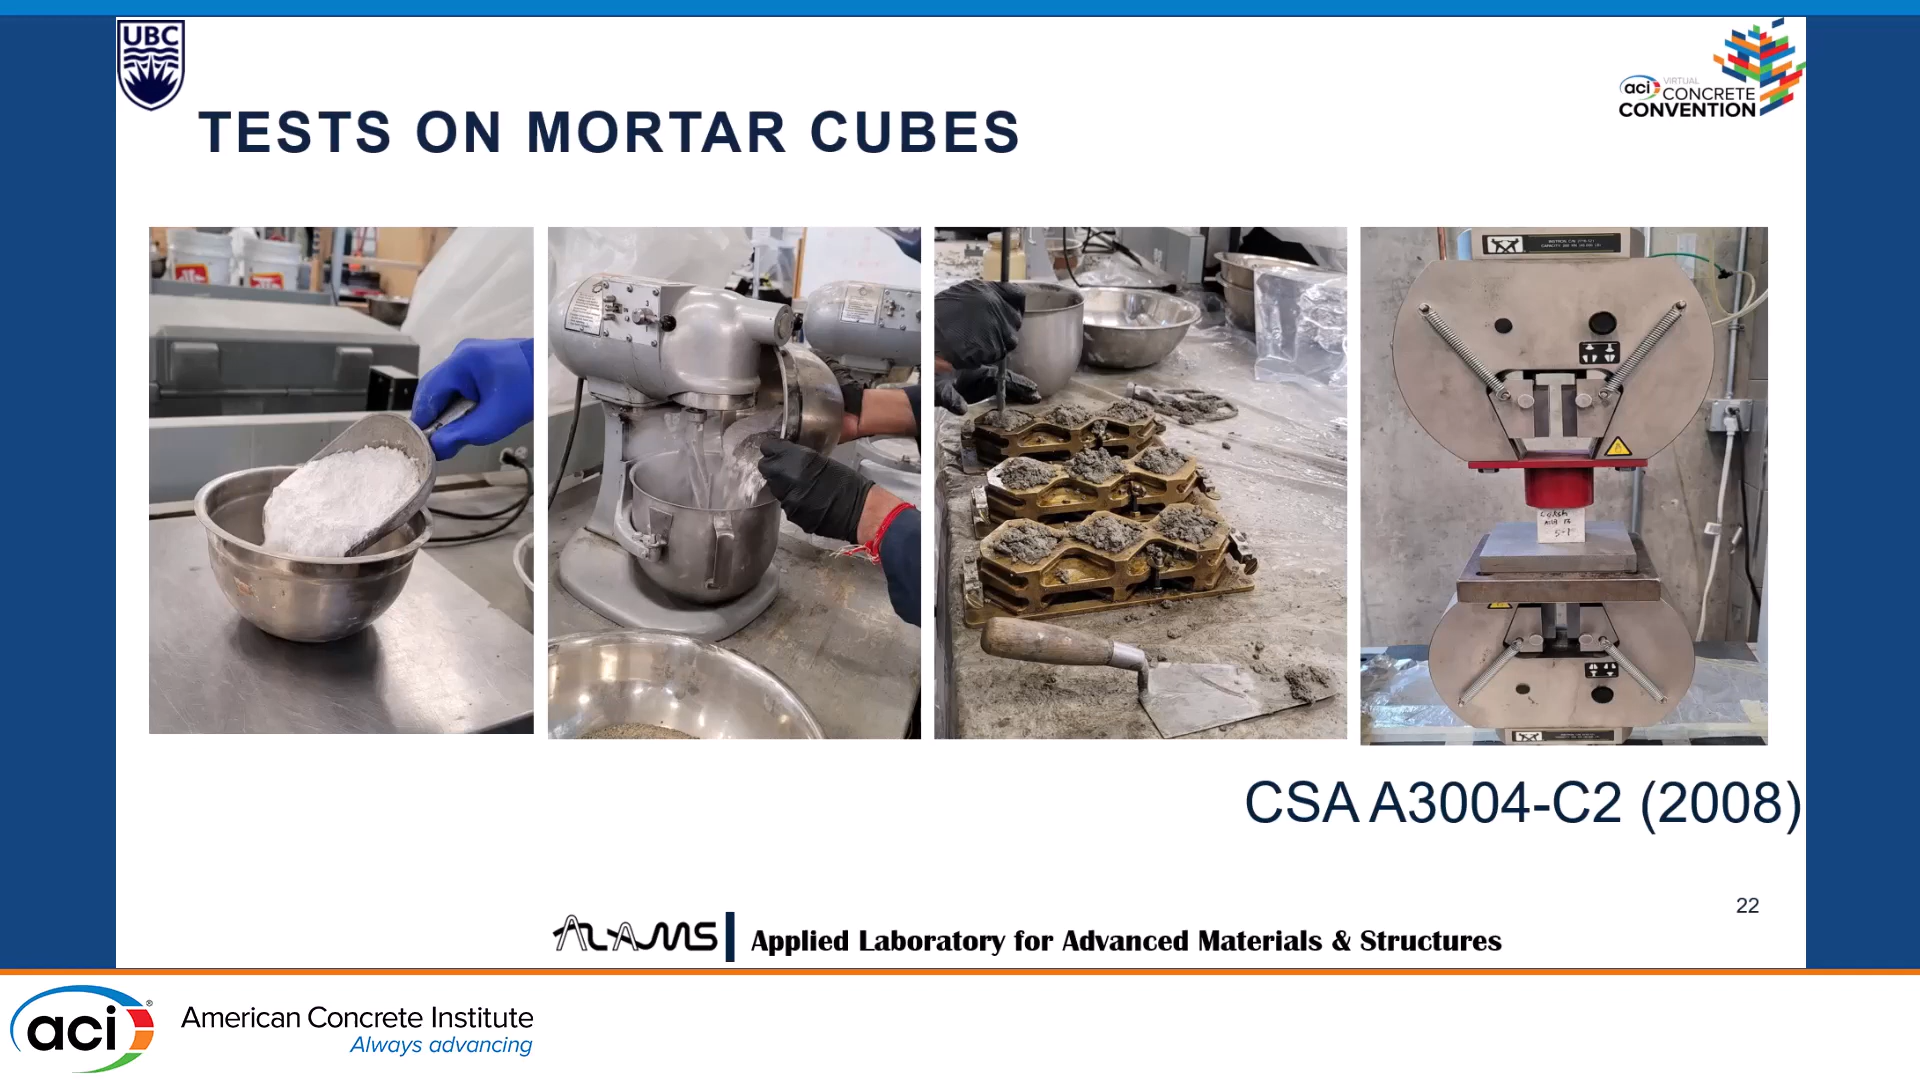 UBC
TESTS ON MORTAR CUBES
aci VIRTUAL
CONCRETE
CONVENTION
CSA A3004-C2 (2008)
22
ALAMS
Applied Laboratory for Advanced Materials & Structures
aci®
American Concrete Institute
Always advancing